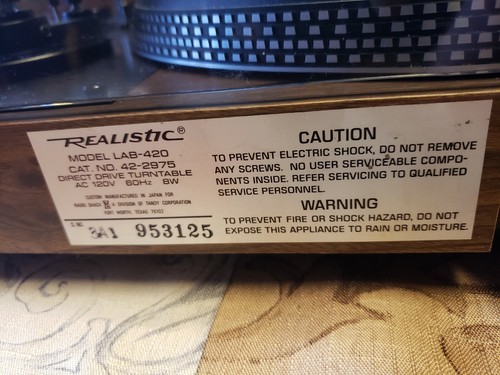 REALISTIC®
MODEL LAB-420
CAT. NO. 42-2975
DIRECT DRIVE TURNTABLE
AC 120V 60Hz 8W
CUSTOM MANUFACTURED IN JAPAN FOR
RADIO SHACK A DIVISION OF TANDY CORPORATION
FORT WORTH, TEXAS 76102
S. NO.
3A1 953125
CAUTION
TO PREVENT ELECTRIC SHOCK, DO NOT REMOVE
ANY SCREWS. NO USER SERVICEABLE COMPO-
NENTS INSIDE. REFER SERVICING TO QUALIFIED
SERVICE PERSONNEL.
WARNING
TO PREVENT FIRE OR SHOCK HAZARD, DO NOT
EXPOSE THIS APPLIANCE TO RAIN OR MOISTURE.